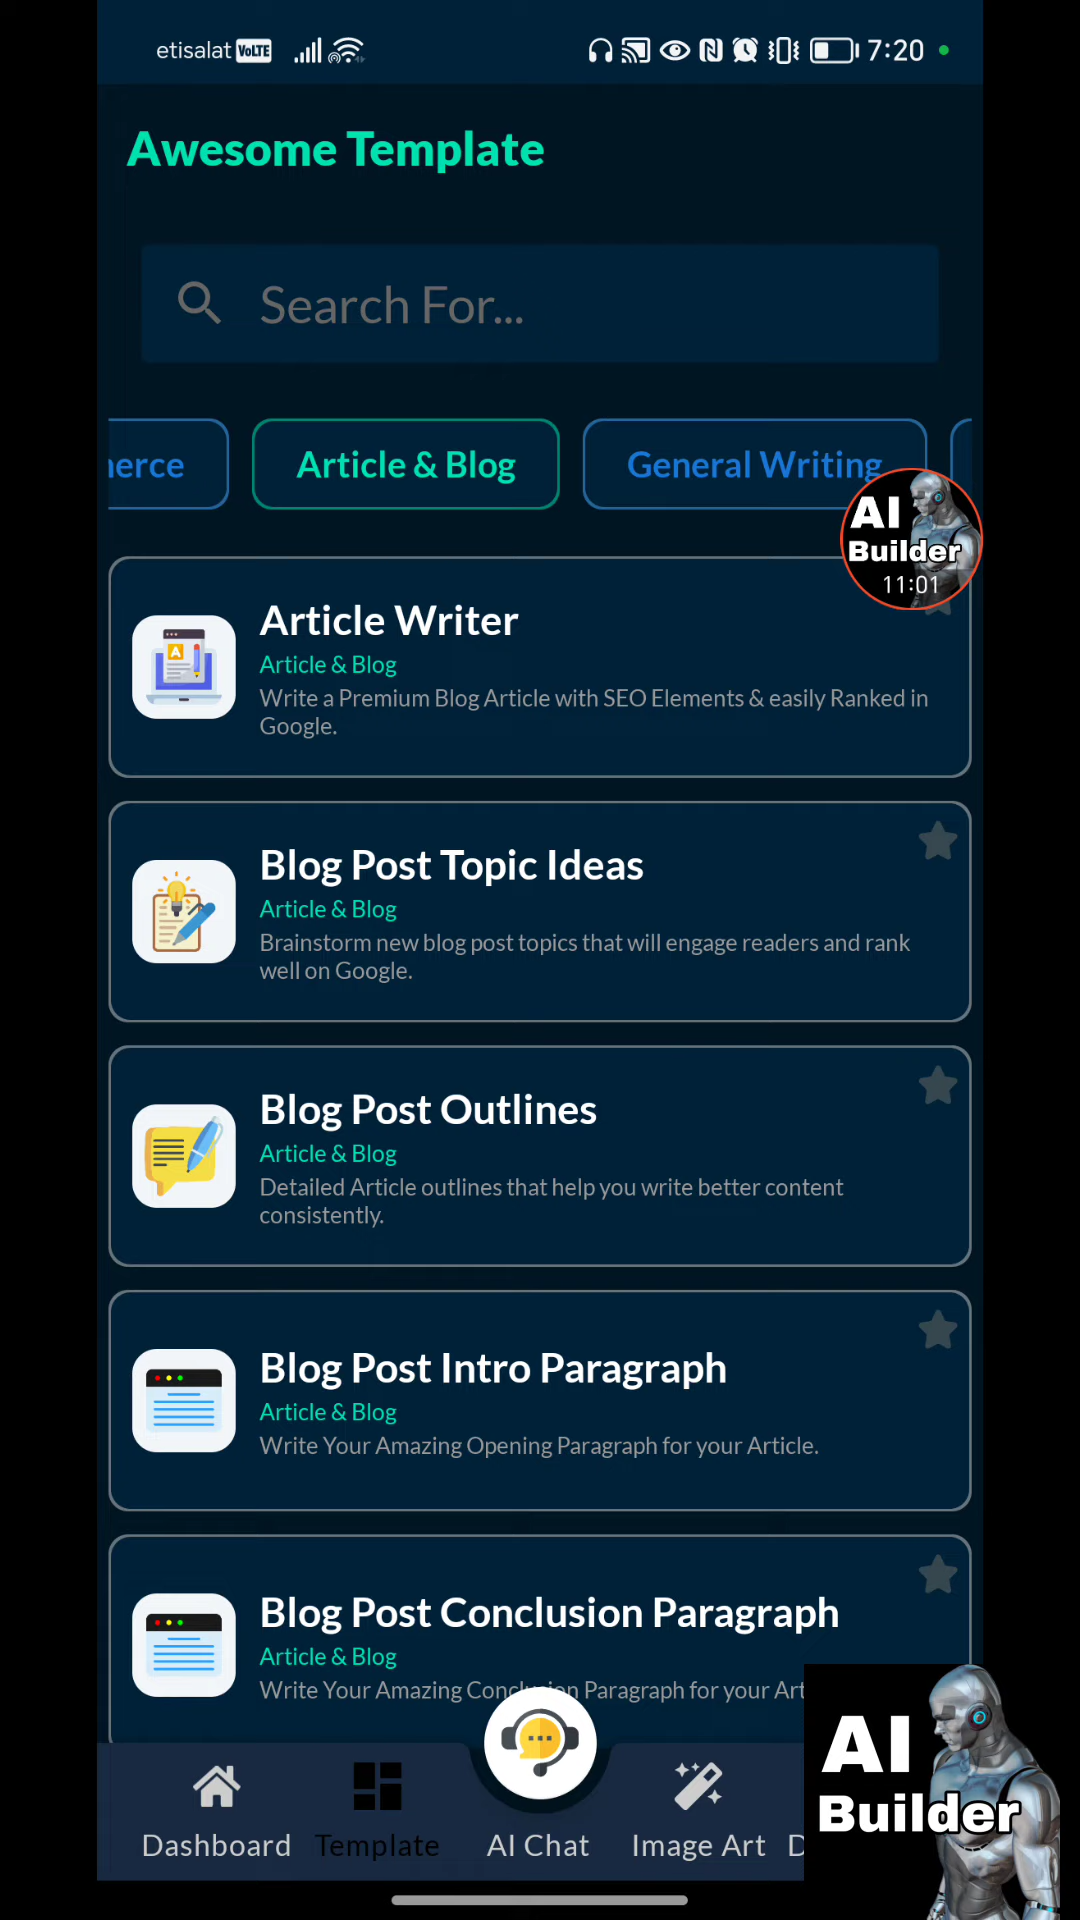 etisalat VoLTE 7:20
Awesome Template
Search For...
nerce Article & Blog General Writing
AI
Builder
11:01
Article Writer
Article & Blog
Write a Premium Blog Article with SEO Elements & easily Ranked in
Google.
Blog Post Topic Ideas
Article & Blog
Brainstorm new blog post topics that will engage readers and rank
well on Google.
Blog Post Outlines
Article & Blog
Detailed Article outlines that help you write better content
consistently.
Blog Post Intro Paragraph
Article & Blog
Write Your Amazing Opening Paragraph for your Article.
Blog Post Conclusion Paragraph
Article & Blog
Write Your Amazing Conclusion Paragraph for your Art
Dashboard Template AI Chat Image Art D
AI
Builder